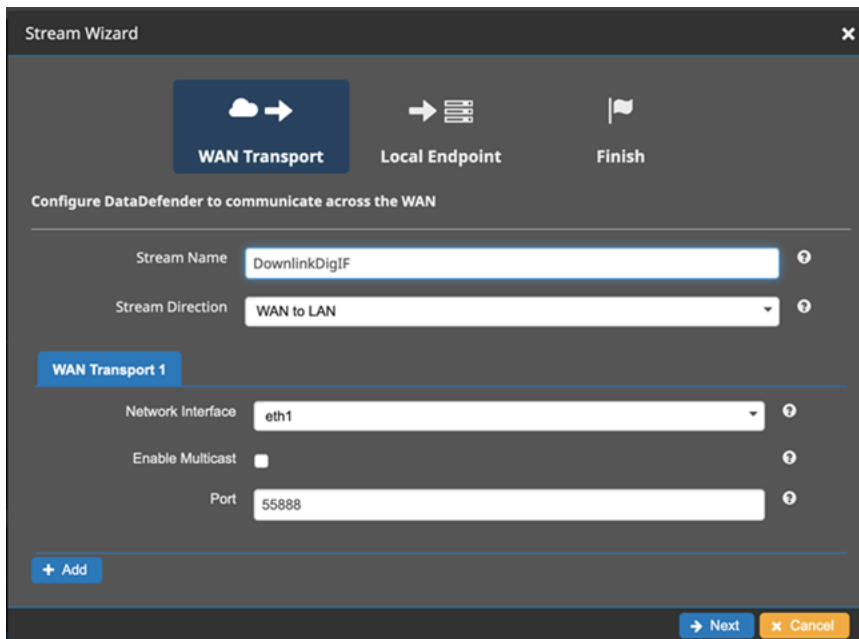 Stream Wizard
WAN Transport
Local Endpoint
Finish
Configure DataDefender to communicate across the WAN
Stream Name
DownlinkDigIF
Stream Direction
WAN to LAN
WAN Transport 1
Network Interface
eth1
Enable Multicast
Port
55888
+ Add
Next
Cancel